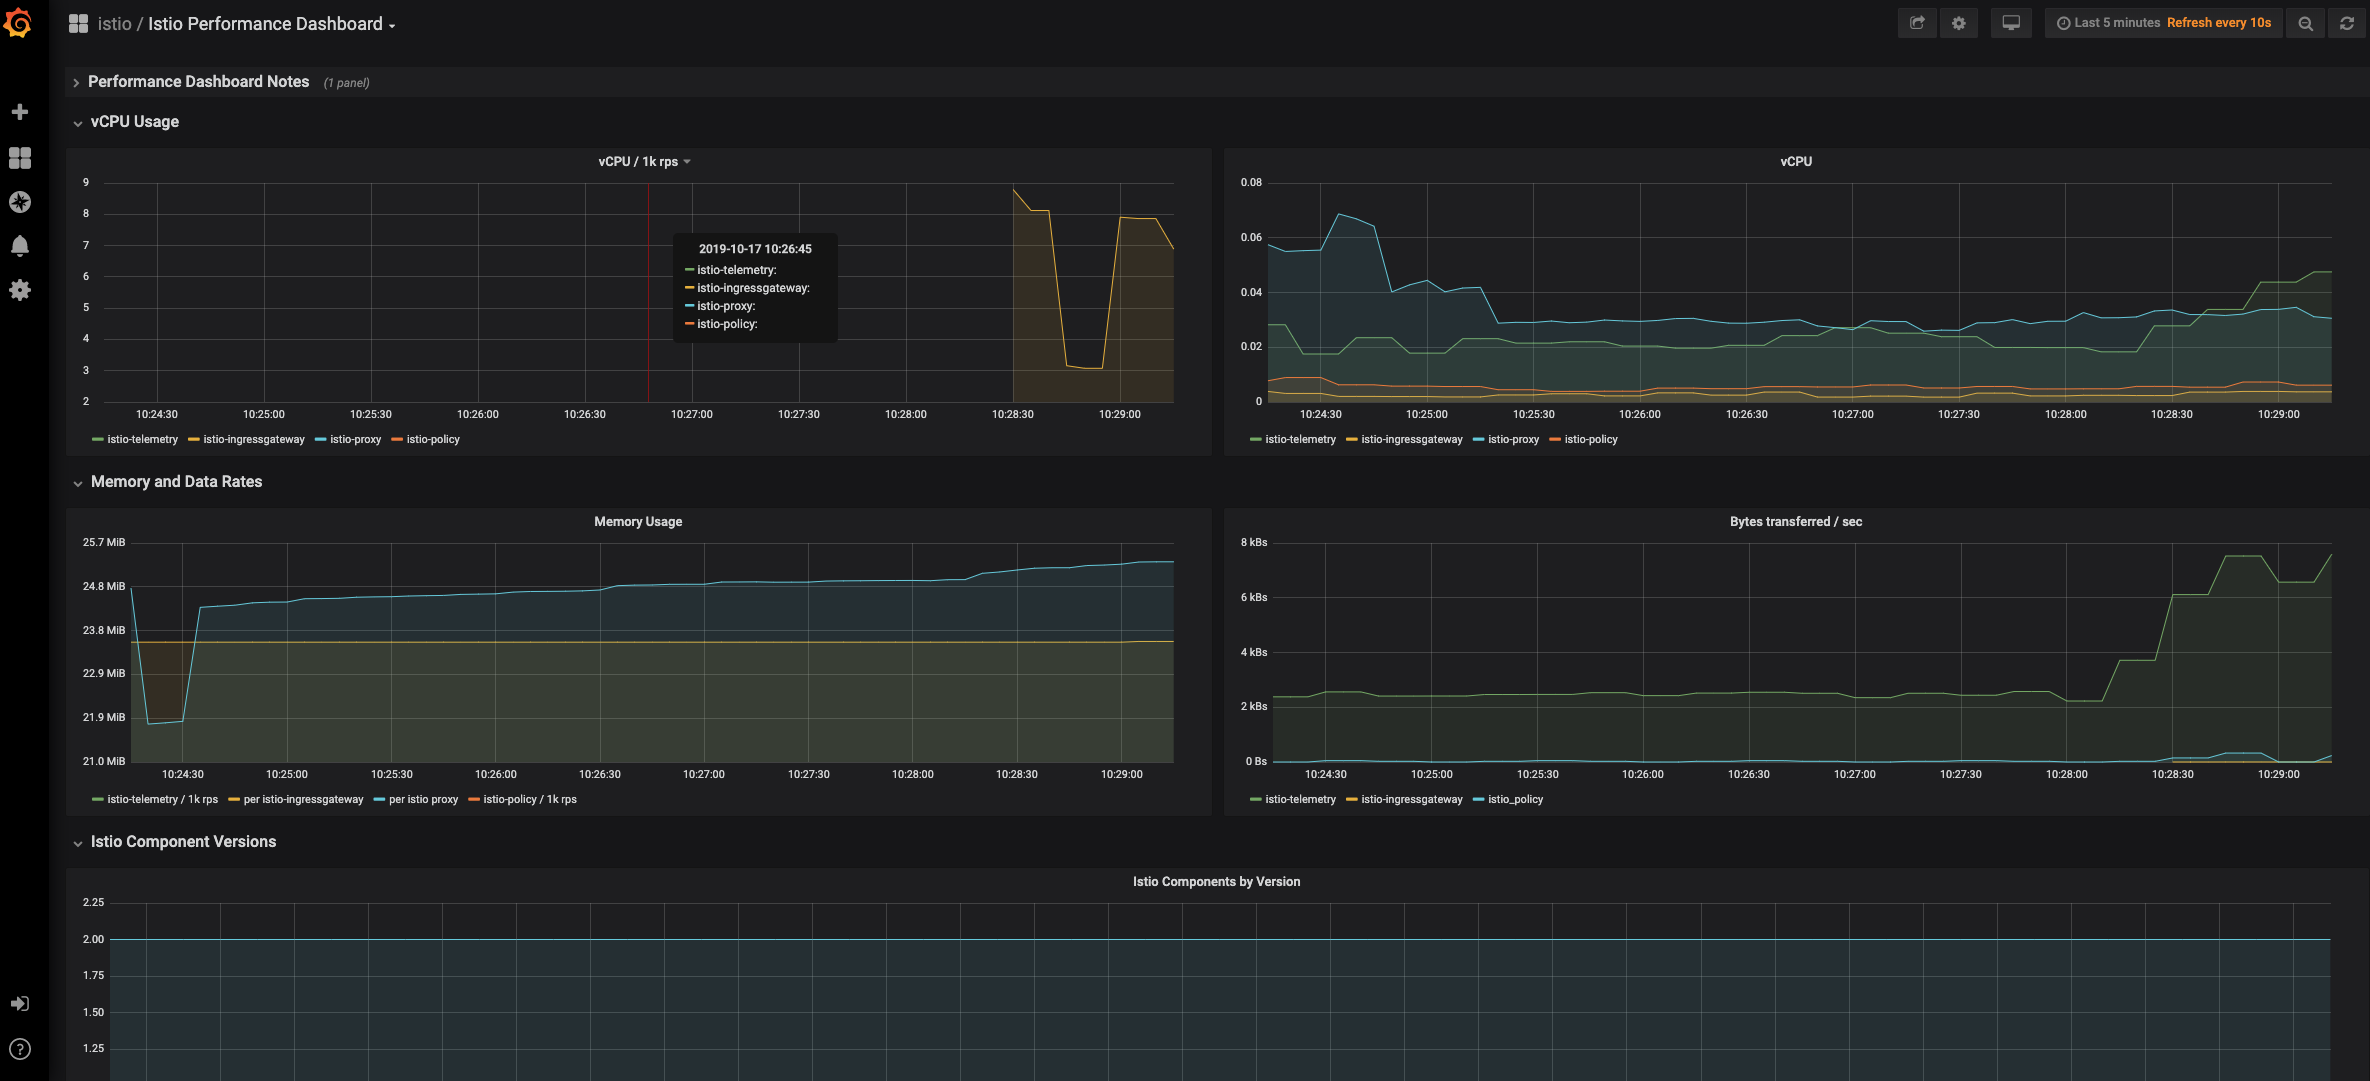 istio / Istio Performance Dashboard
Last 5 minutes Refresh every 10s
Performance Dashboard Notes (1 panel)
vCPU Usage
vCPU / 1k rps
9
8
7
6
5
4
3
2
10:24:30 10:25:00 10:25:30 10:26:00 10:26:30 10:27:00 10:27:30 10:28:00 10:28:30 10:29:00
2019-10-17 10:26:45
istio-telemetry:
istio-ingressgateway:
istio-proxy:
istio-policy:
istio-telemetry istio-ingressgateway istio-proxy istio-policy
vCPU
0.08
0.06
0.04
0.02
0
10:24:30 10:25:00 10:25:30 10:26:00 10:26:30 10:27:00 10:27:30 10:28:00 10:28:30 10:29:00
istio-telemetry istio-ingressgateway istio-proxy istio-policy
Memory and Data Rates
Memory Usage
25.7 MiB
24.8 MiB
23.8 MiB
22.9 MiB
21.9 MiB
21.0 MiB
10:24:30 10:25:00 10:25:30 10:26:00 10:26:30 10:27:00 10:27:30 10:28:00 10:28:30 10:29:00
istio-telemetry / 1k rps per istio-ingressgateway per istio proxy istio-policy / 1k rps
Bytes transferred / sec
8 kBs
6 kBs
4 kBs
2 kBs
0 Bs
10:24:30 10:25:00 10:25:30 10:26:00 10:26:30 10:27:00 10:27:30 10:28:00 10:28:30 10:29:00
istio-telemetry istio-ingressgateway istio_policy
Istio Component Versions
Istio Components by Version
2.25
2.00
1.75
1.50
1.25